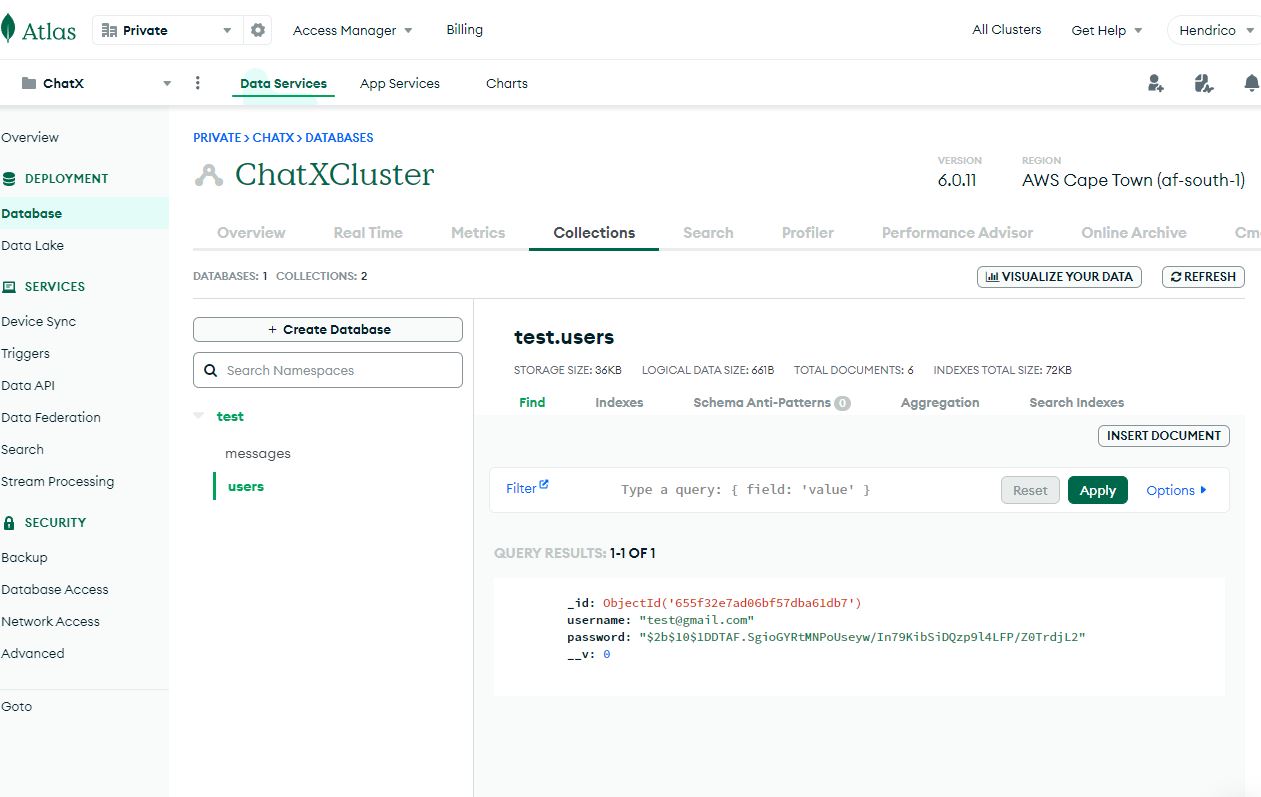 Atlas Private Access Manager Billing All Clusters Get Help Hendrico
ChatX Data Services App Services Charts
Overview
DEPLOYMENT
Database
Data Lake
SERVICES
Device Sync
Triggers
Data API
Data Federation
Search
Stream Processing
SECURITY
Backup
Database Access
Network Access
Advanced
Goto
PRIVATE > CHATX > DATABASES
ChatXCluster
VERSION
6.0.11
REGION
AWS Cape Town (af-south-1)
Overview Real Time Metrics Collections Search Profiler Performance Advisor Online Archive Cm
DATABASES: 1 COLLECTIONS: 2
VISUALIZE YOUR DATA REFRESH
+ Create Database
Search Namespaces
test
messages
users
test.users
STORAGE SIZE: 36KB LOGICAL DATA SIZE: 661B TOTAL DOCUMENTS: 6 INDEXES TOTAL SIZE: 72KB
Find Indexes Schema Anti-Patterns 0 Aggregation Search Indexes
INSERT DOCUMENT
Filter Type a query: { field: 'value' } Reset Apply Options
QUERY RESULTS: 1-1 OF 1
_id: ObjectId('655f32e7ad06bf57dba61db7')
username: "test@gmail.com"
password: "$2b$10$1DDTAF.SgioGYRtMNPoUseyw/In79KibSiDQzp9l4LFP/Z0TrdjL2"
__v: 0